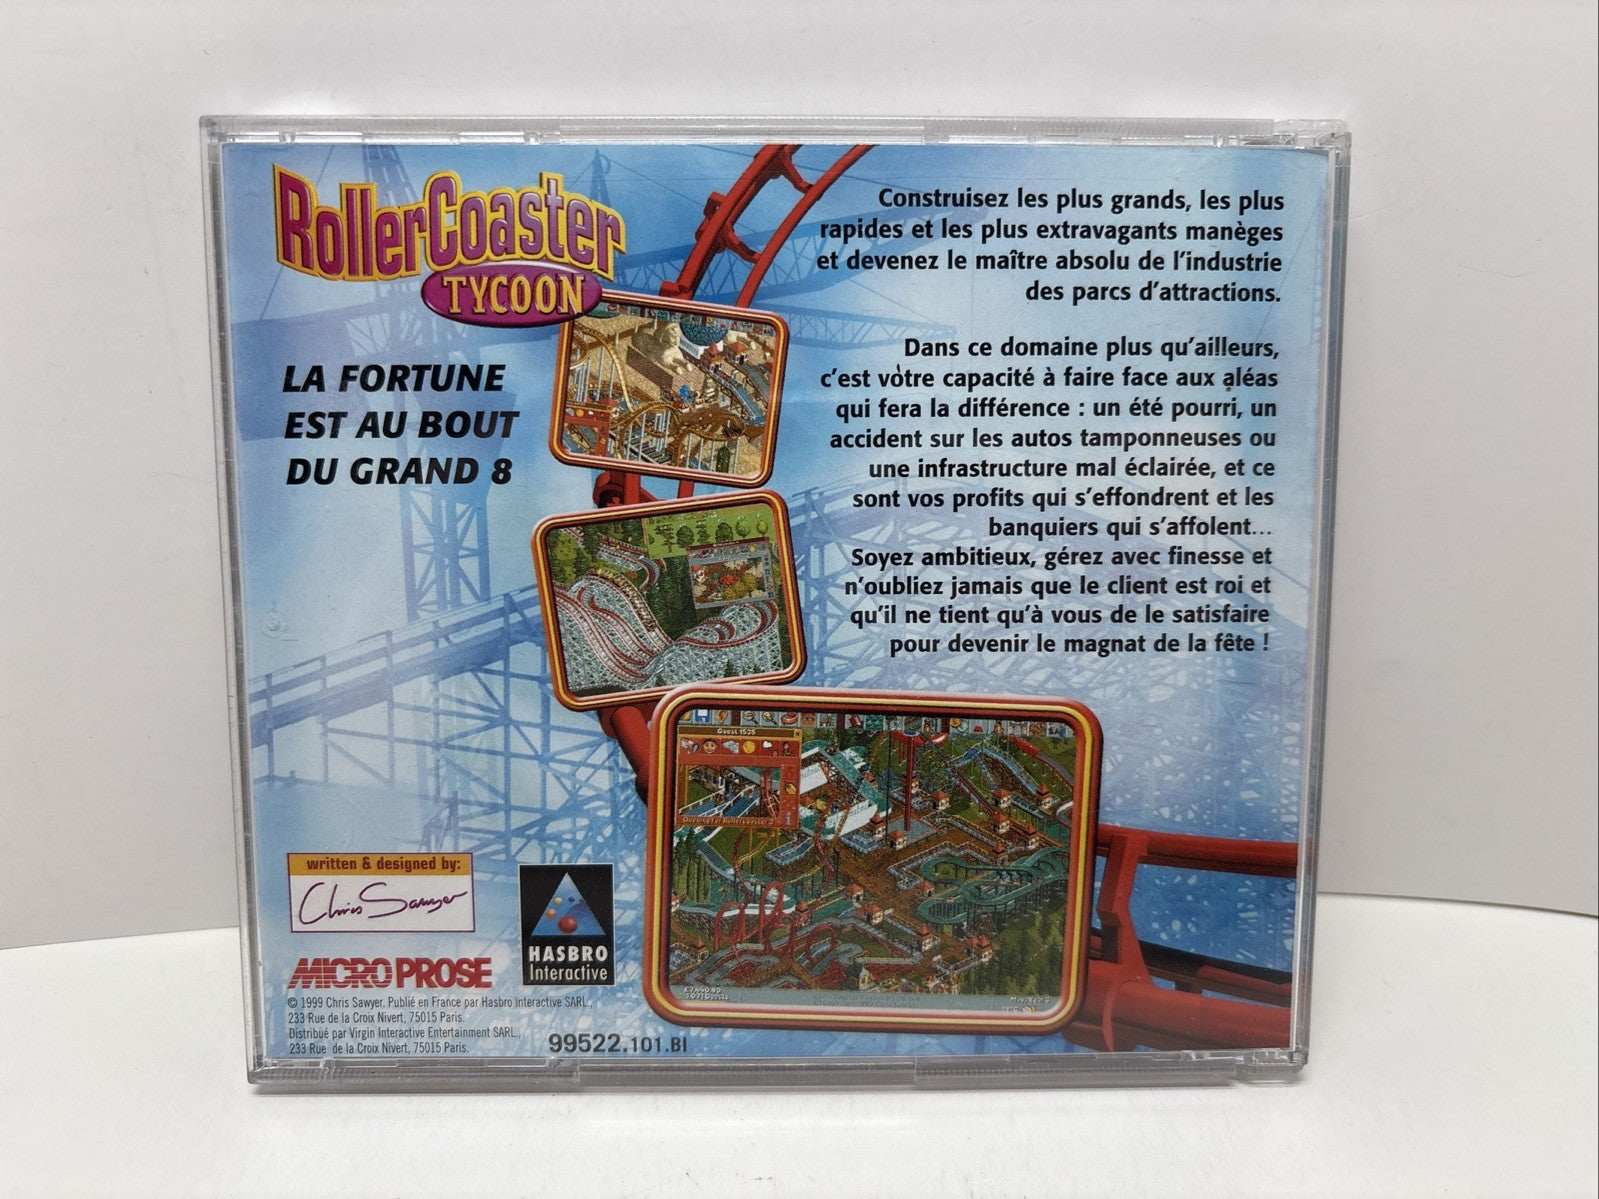 RollerCoaster
TYCOON
LA FORTUNE
EST AU BOUT
DU GRAND 8
Construisez les plus grands, les plus
rapides et les plus extravagants manèges
et devenez le maître absolu de l'industrie
des parcs d'attractions.
Dans ce domaine plus qu'ailleurs,
c'est votre capacité à faire face aux aléas
qui fera la différence : un été pourri, un
accident sur les autos tamponneuses ou
une infrastructure mal éclairée, et ce
sont vos profits qui s'effondrent et les
banquiers qui s'affolent...
Soyez ambitieux, gérez avec finesse et
n'oubliez jamais que le client est roi et
qu'il ne tient qu'à vous de le satisfaire
pour devenir le magnat de la fête !
Guest 1528
written & designed by:
Chris Sawyer
HASBRO
Interactive
MICROPROSE
© 1999 Chris Sawyer. Publié en France par Hasbro Interactive SARL.,
233 Rue de la Croix Nivert, 75015 Paris.
Distribué par Virgin Interactive Entertainment SARL.,
233 Rue de la Croix Nivert, 75015 Paris.
99522.101.BI